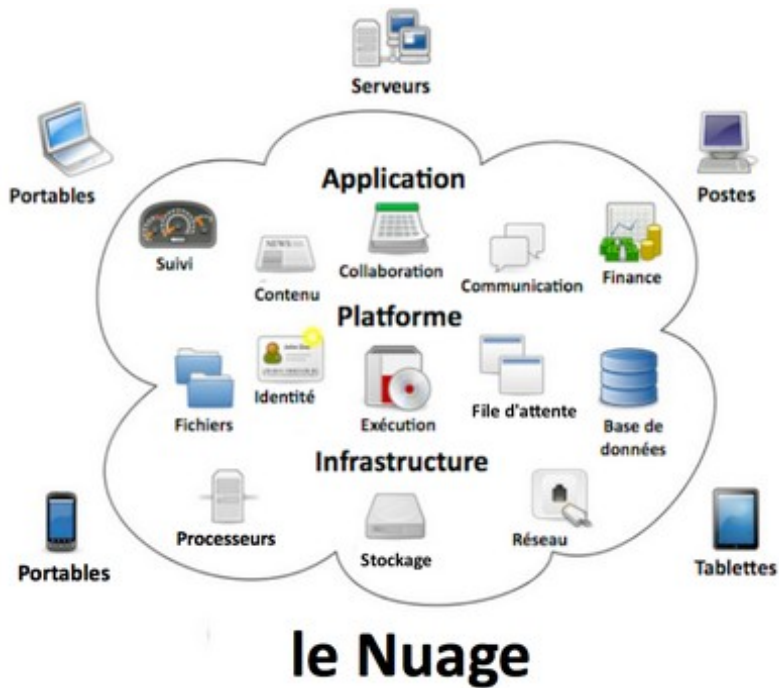 Serveurs
Portables
Postes
Application
Suivi
Contenu
Collaboration
Communication
Finance
NEWS
Platforme
Fichiers
Identité
Exécution
File d'attente
Base de
données
Infrastructure
Processeurs
Stockage
Réseau
Portables
Tablettes
le Nuage